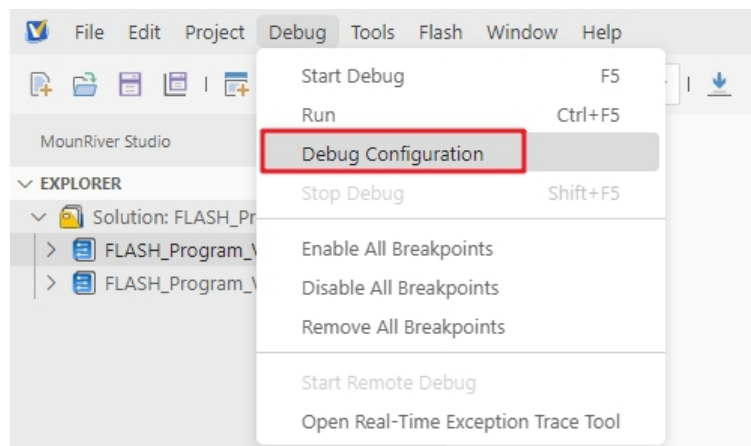 File Edit Project Debug Tools Flash Window Help
Start Debug F5
Run Ctrl+F5
MounRiver Studio
Debug Configuration
EXPLORER
Stop Debug Shift+F5
Solution: FLASH_Pr
FLASH_Program_V
Enable All Breakpoints
FLASH_Program_V
Disable All Breakpoints
Remove All Breakpoints
Start Remote Debug
Open Real-Time Exception Trace Tool